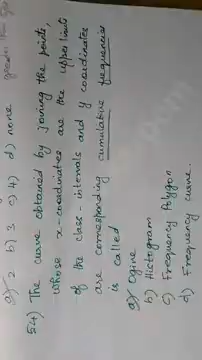 a) 2 b) 3 c) 4) d) none
54) The curve obtained by joining the points,
whose x-coordinates are the upper limits
of the class-intervals and y coordinates
are corresponding cumulative frequencies
is called
a) Ogive
b) Histogram
c) Frequency Polygon
d) Frequency curve.